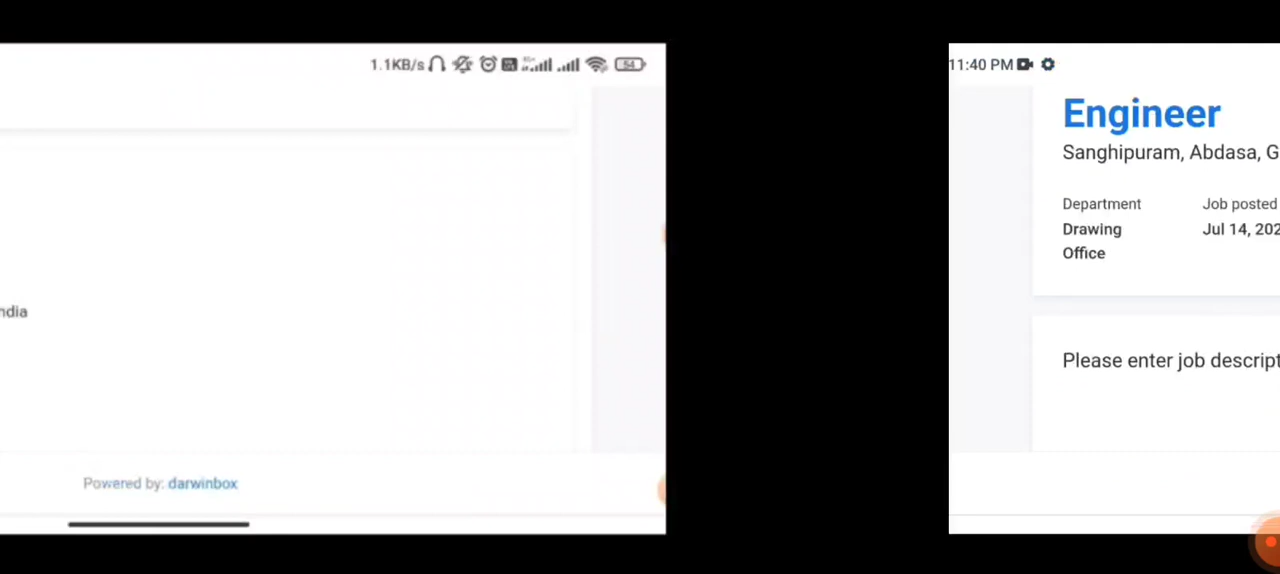 1.1KB/s
54
ndia
Powered by: darwinbox
11:40 PM
Engineer
Sanghipuram, Abdasa, G
Department
Job posted
Drawing
Office
Jul 14, 202
Please enter job descript